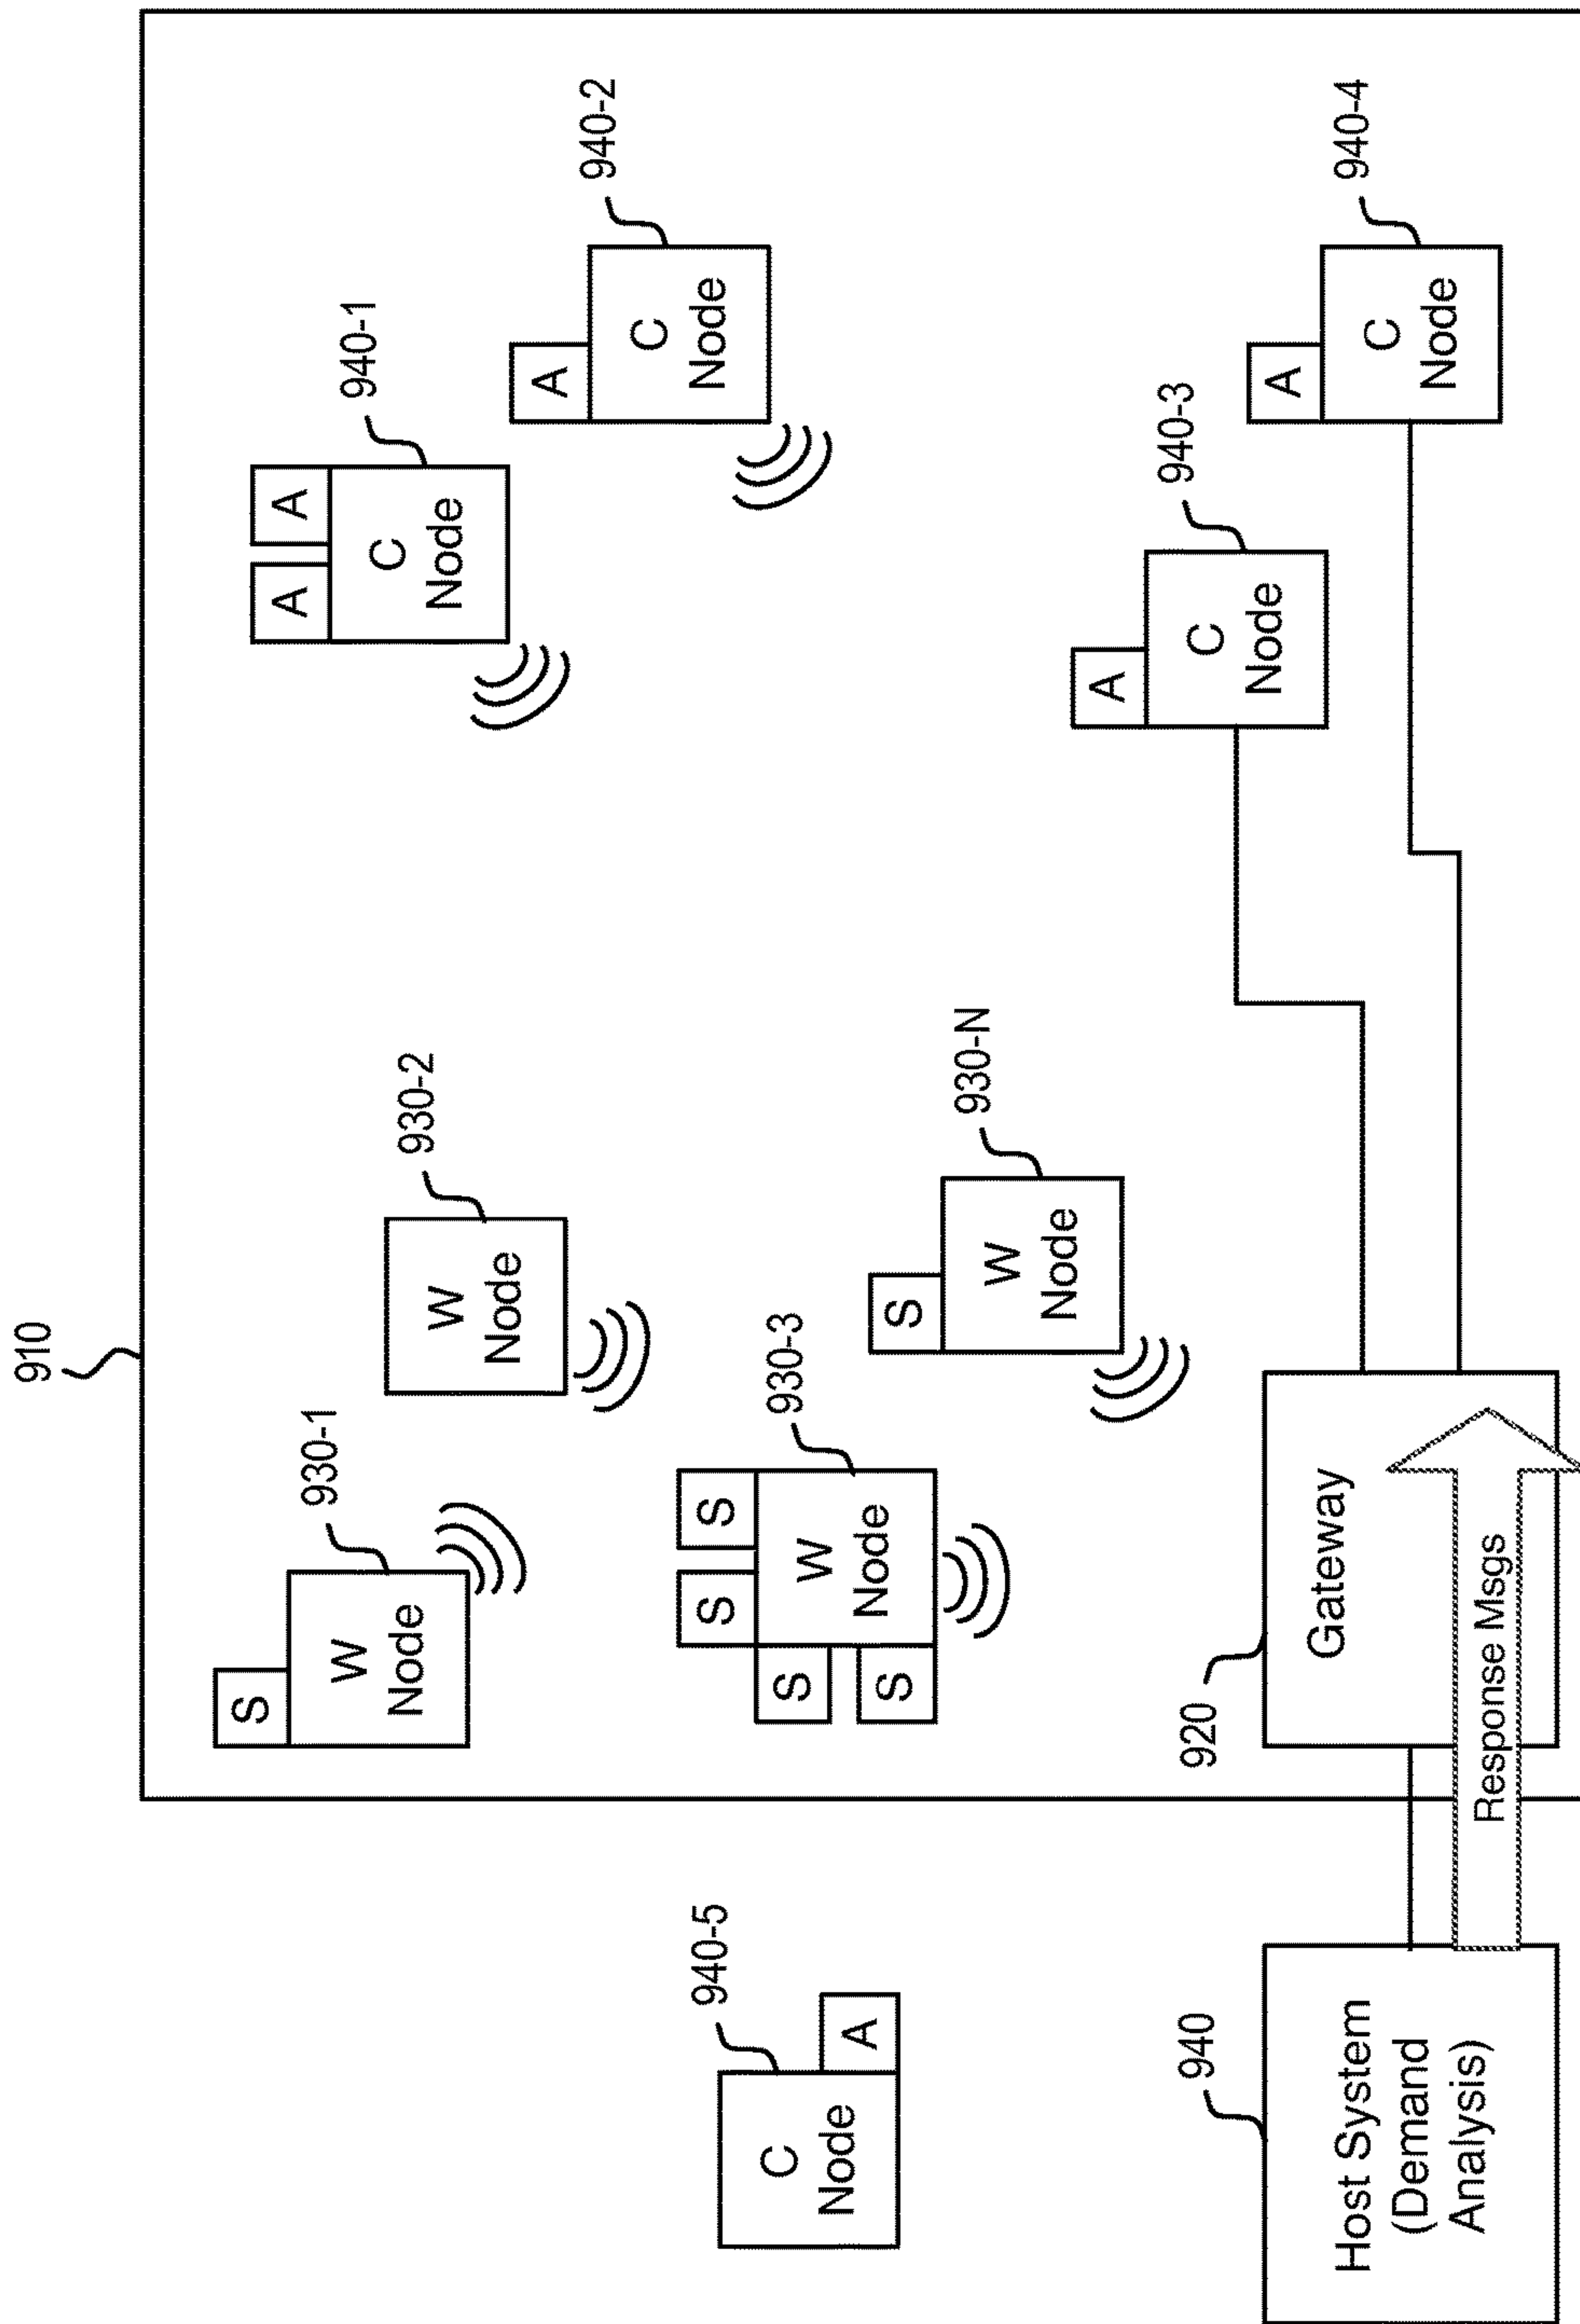 910
S
W
Node
930-1
W
Node
930-2
S
S
S
S
W
Node
930-3
S
W
Node
930-N
A
A
C
Node
940-1
A
C
Node
940-2
A
C
Node
940-3
A
C
Node
940-4
C
Node
A
940-5
920
Gateway
Response Msgs
940
Host System
(Demand
Analysis)